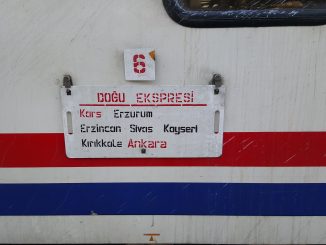 6
DOĞU EKSPRESİ
Kars Erzurum
Erzincan Sivas Kayseri
Kırıkkale Ankara